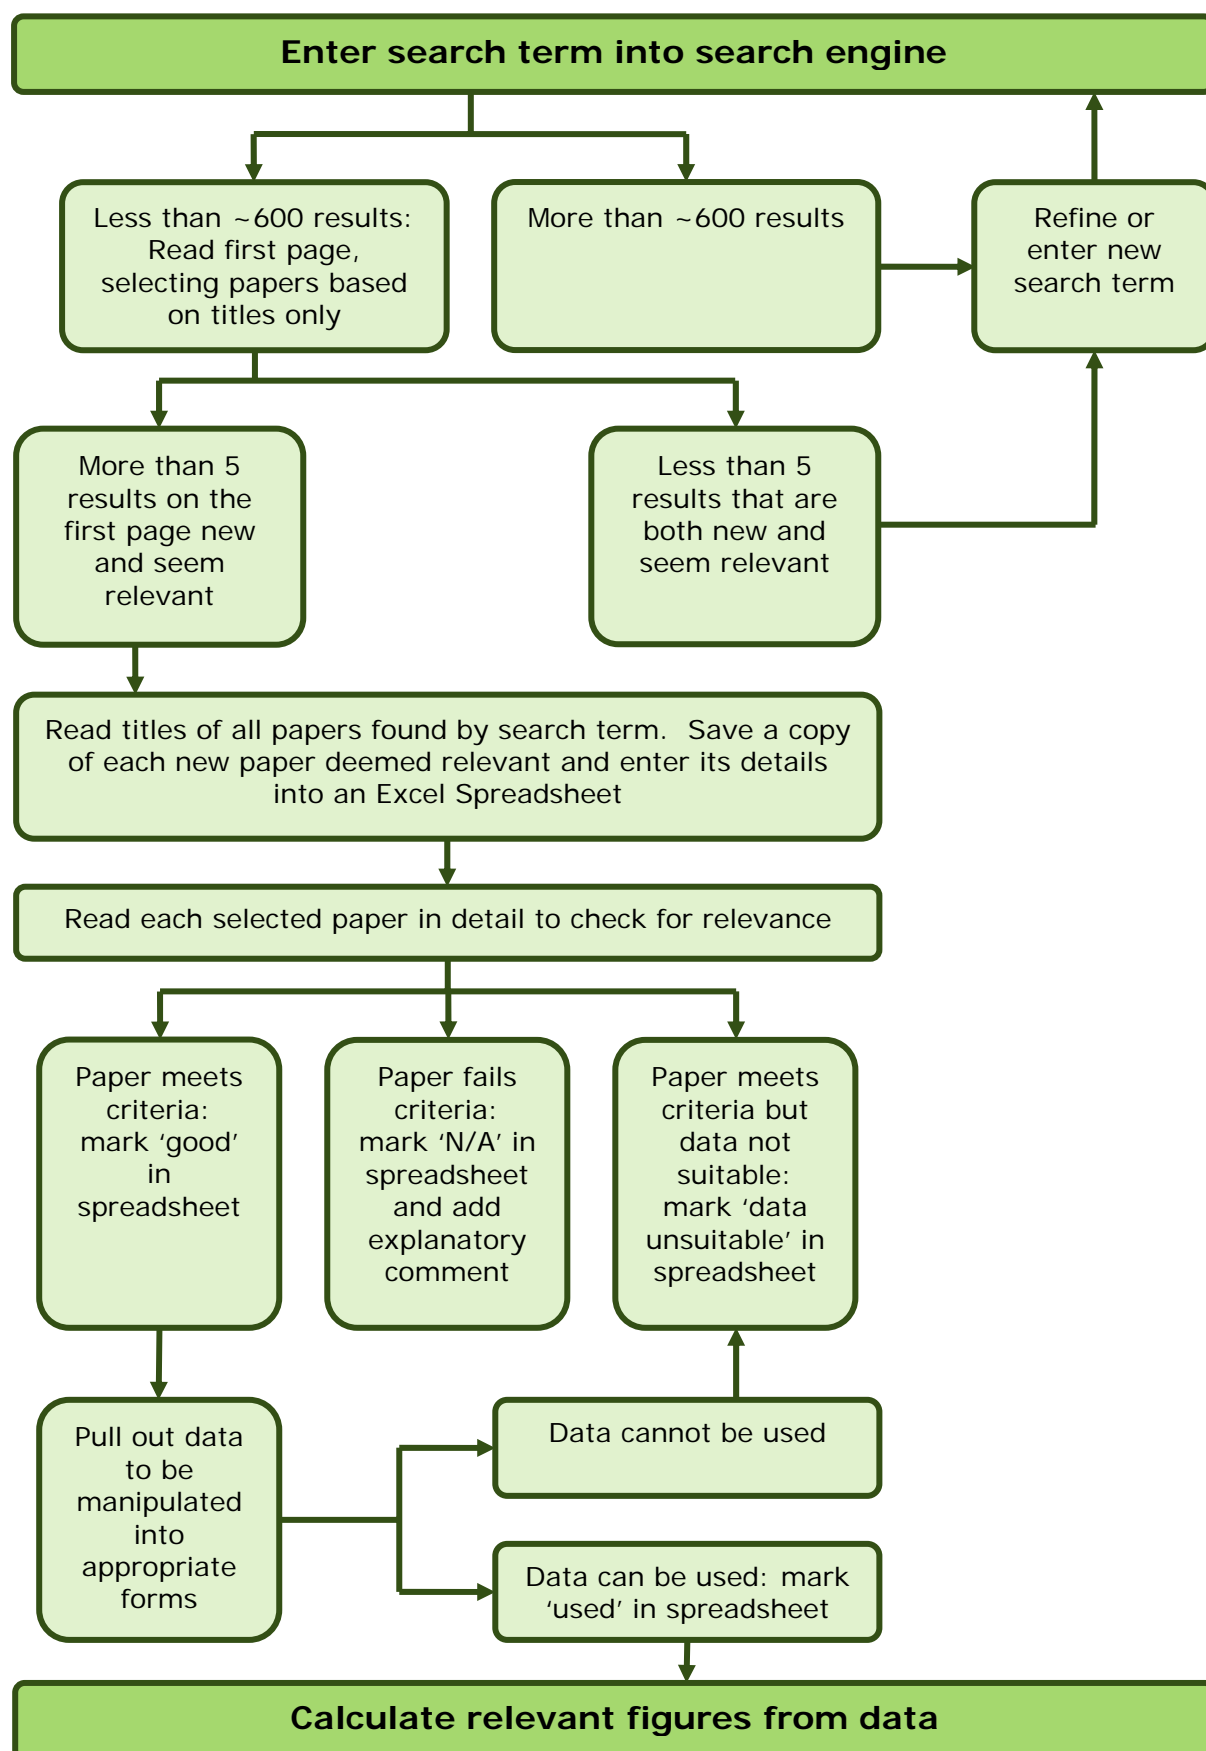 Enter search term into search engine
Less than ~600 results:
Read first page,
selecting papers based
on titles only
More than ~600 results
Refine or
enter new
search term
More than 5
results on the
first page new
and seem
relevant
Less than 5
results that are
both new and
seem relevant
Read titles of all papers found by search term.  Save a copy
of each new paper deemed relevant and enter its details
into an Excel Spreadsheet
Read each selected paper in detail to check for relevance
Paper meets
criteria:
mark ‘good’
in
spreadsheet
Paper fails
criteria:
mark ‘N/A’ in
spreadsheet
and add
explanatory
comment
Paper meets
criteria but
data not
suitable:
mark ‘data
unsuitable’ in
spreadsheet
Pull out data
to be
manipulated
into
appropriate
forms
Data cannot be used
Data can be used: mark
‘used’ in spreadsheet
Calculate relevant figures from data